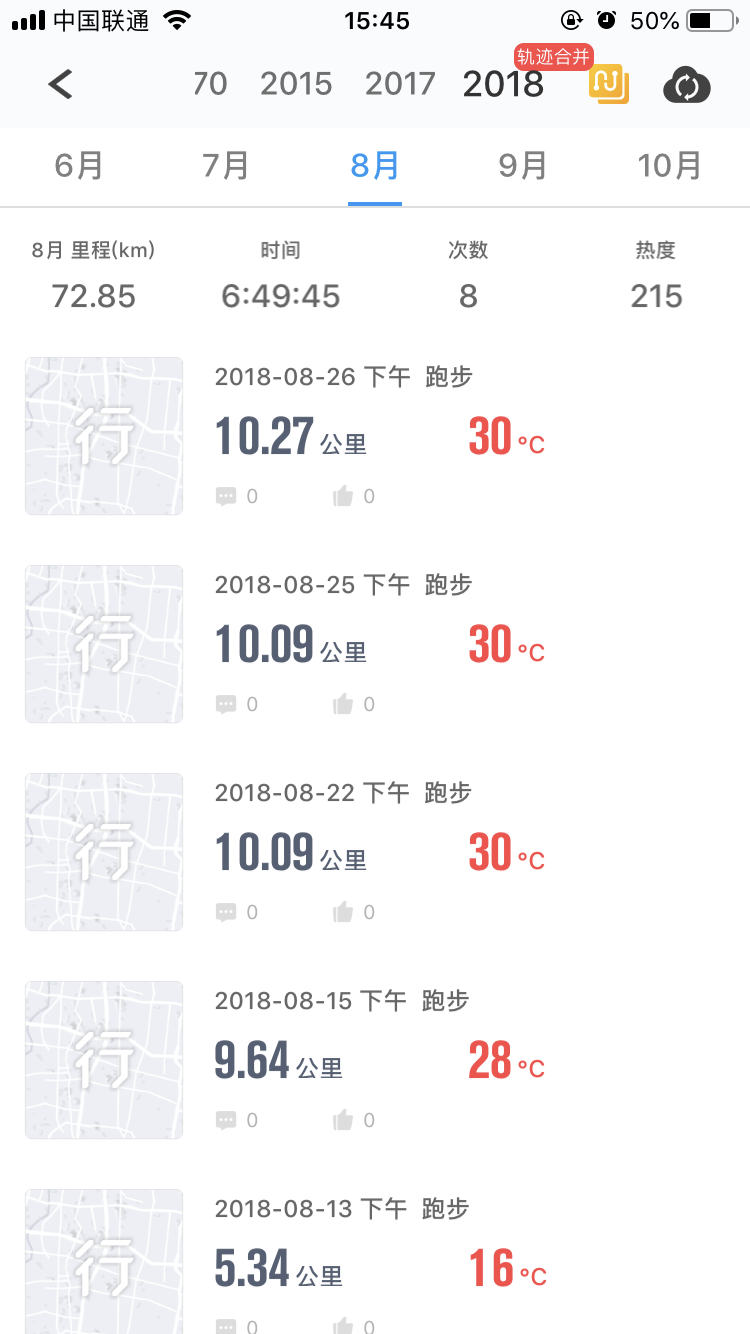 中国联通 15:45 50%
轨迹合并
70 2015 2017 2018
6月 7月 8月 9月 10月
8月 里程(km) 时间 次数 热度
72.85 6:49:45 8 215
2018-08-26 下午 跑步
行
10.27 公里 30 °C
0 0
2018-08-25 下午 跑步
行
10.09 公里 30 °C
0 0
2018-08-22 下午 跑步
行
10.09 公里 30 °C
0 0
2018-08-15 下午 跑步
行
9.64 公里 28 °C
0 0
2018-08-13 下午 跑步
行
5.34 公里 16 °C
0 0